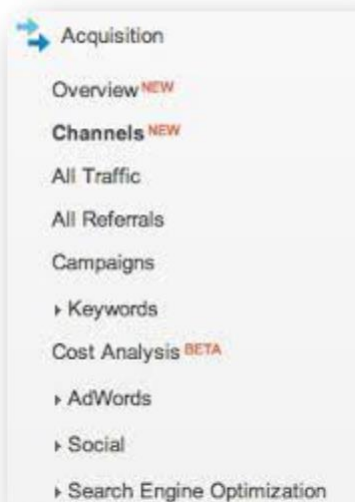 Acquisition
Overview NEW
Channels NEW
All Traffic
All Referrals
Campaigns
Keywords
Cost Analysis BETA
AdWords
Social
Search Engine Optimization